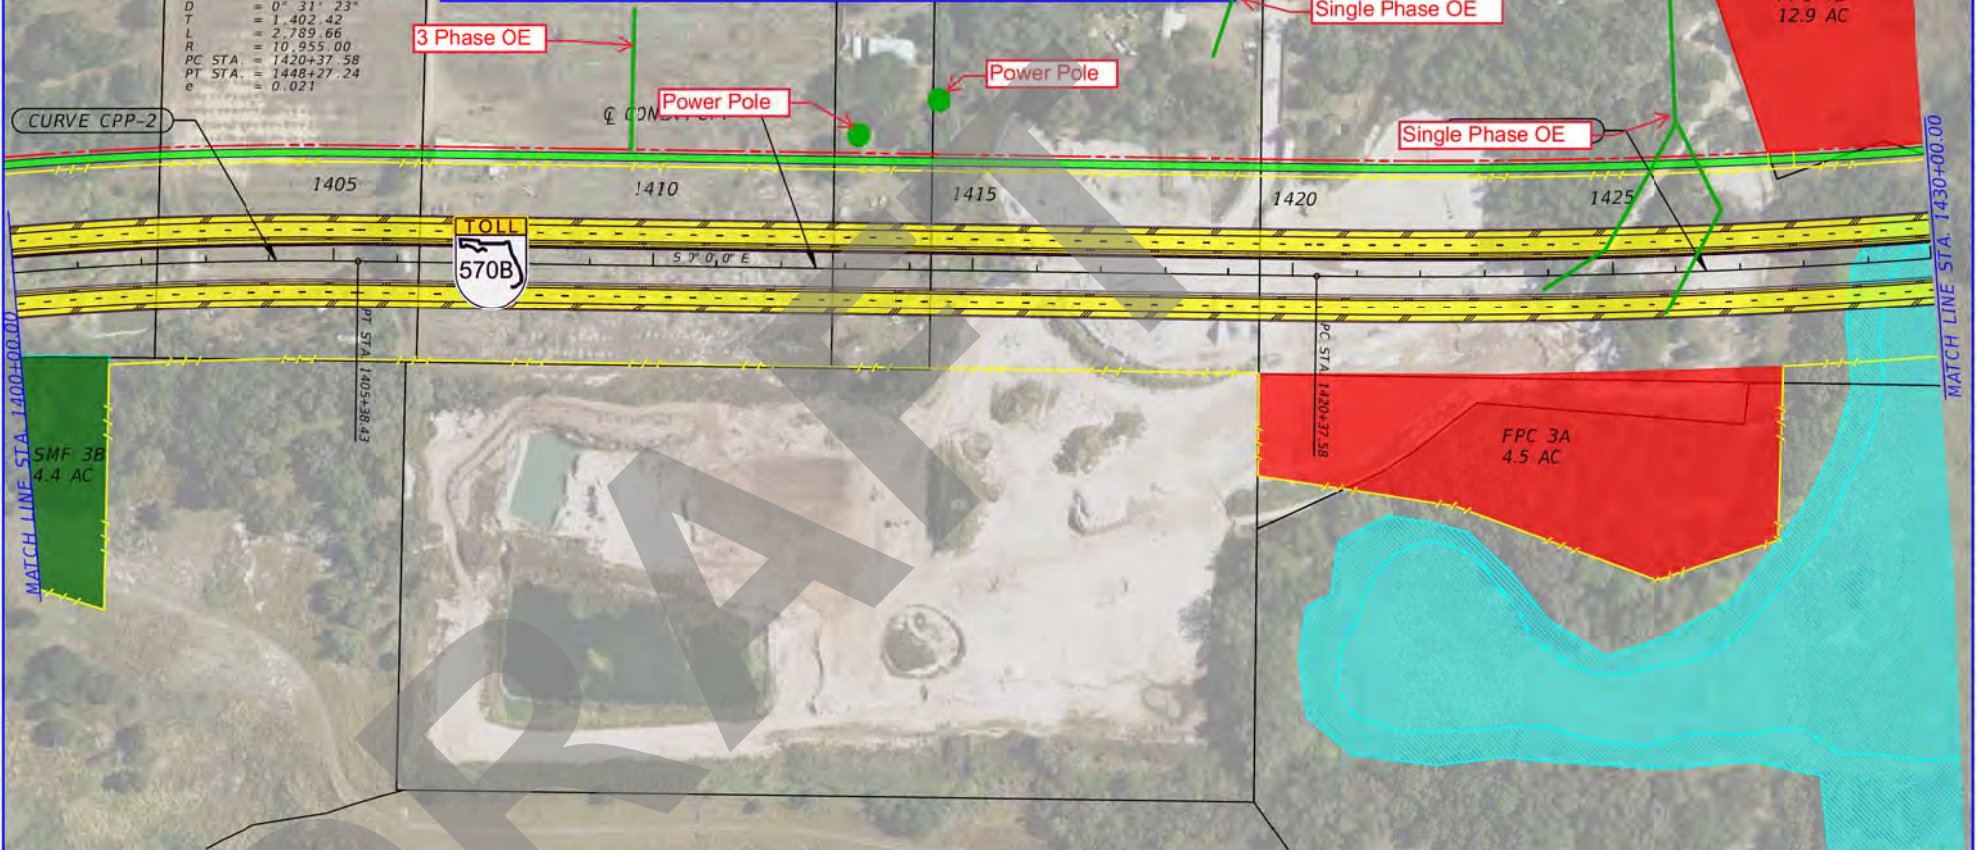 D = 0° 31' 23"
T = 1,402.42
L = 2,789.66
R = 10,955.00
PC STA. = 1420+37.58
PT STA. = 1448+27.24
e = 0.021
3 Phase OE
Single Phase OE
12.9 AC
Power Pole
Power Pole
CURVE CPP-2
Single Phase OE
1405
1410
1415
1420
1425
TOLL
570B
MATCH LINE STA. 1400+00.00
MATCH LINE STA. 1430+00.00
PT STA. 1405+38.43
PC STA. 1420+37.58
SMF 3B
4.4 AC
FPC 3A
4.5 AC
DRAFT